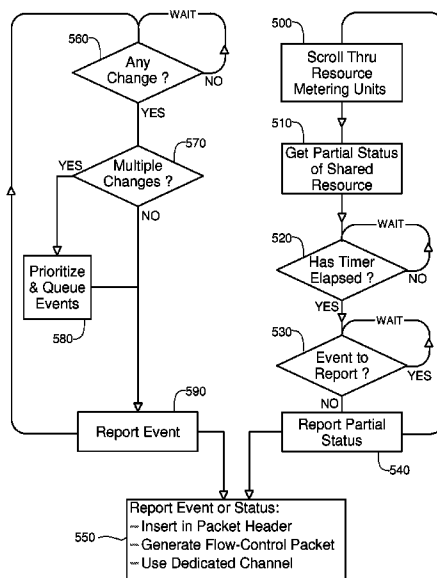 WAIT
560
Any
Change ?
NO
YES
570
YES
Multiple
Changes ?
NO
Prioritize
& Queue
Events
580
590
Report Event
500
Scroll Thru
Resource
Metering Units
510
Get Partial Status
of Shared
Resource
WAIT
520
Has Timer
Elapsed ?
NO
YES
WAIT
530
Event to
Report ?
YES
NO
Report Partial
Status
540
550
Report Event or Status:
– Insert in Packet Header
– Generate Flow-Control Packet
– Use Dedicated Channel